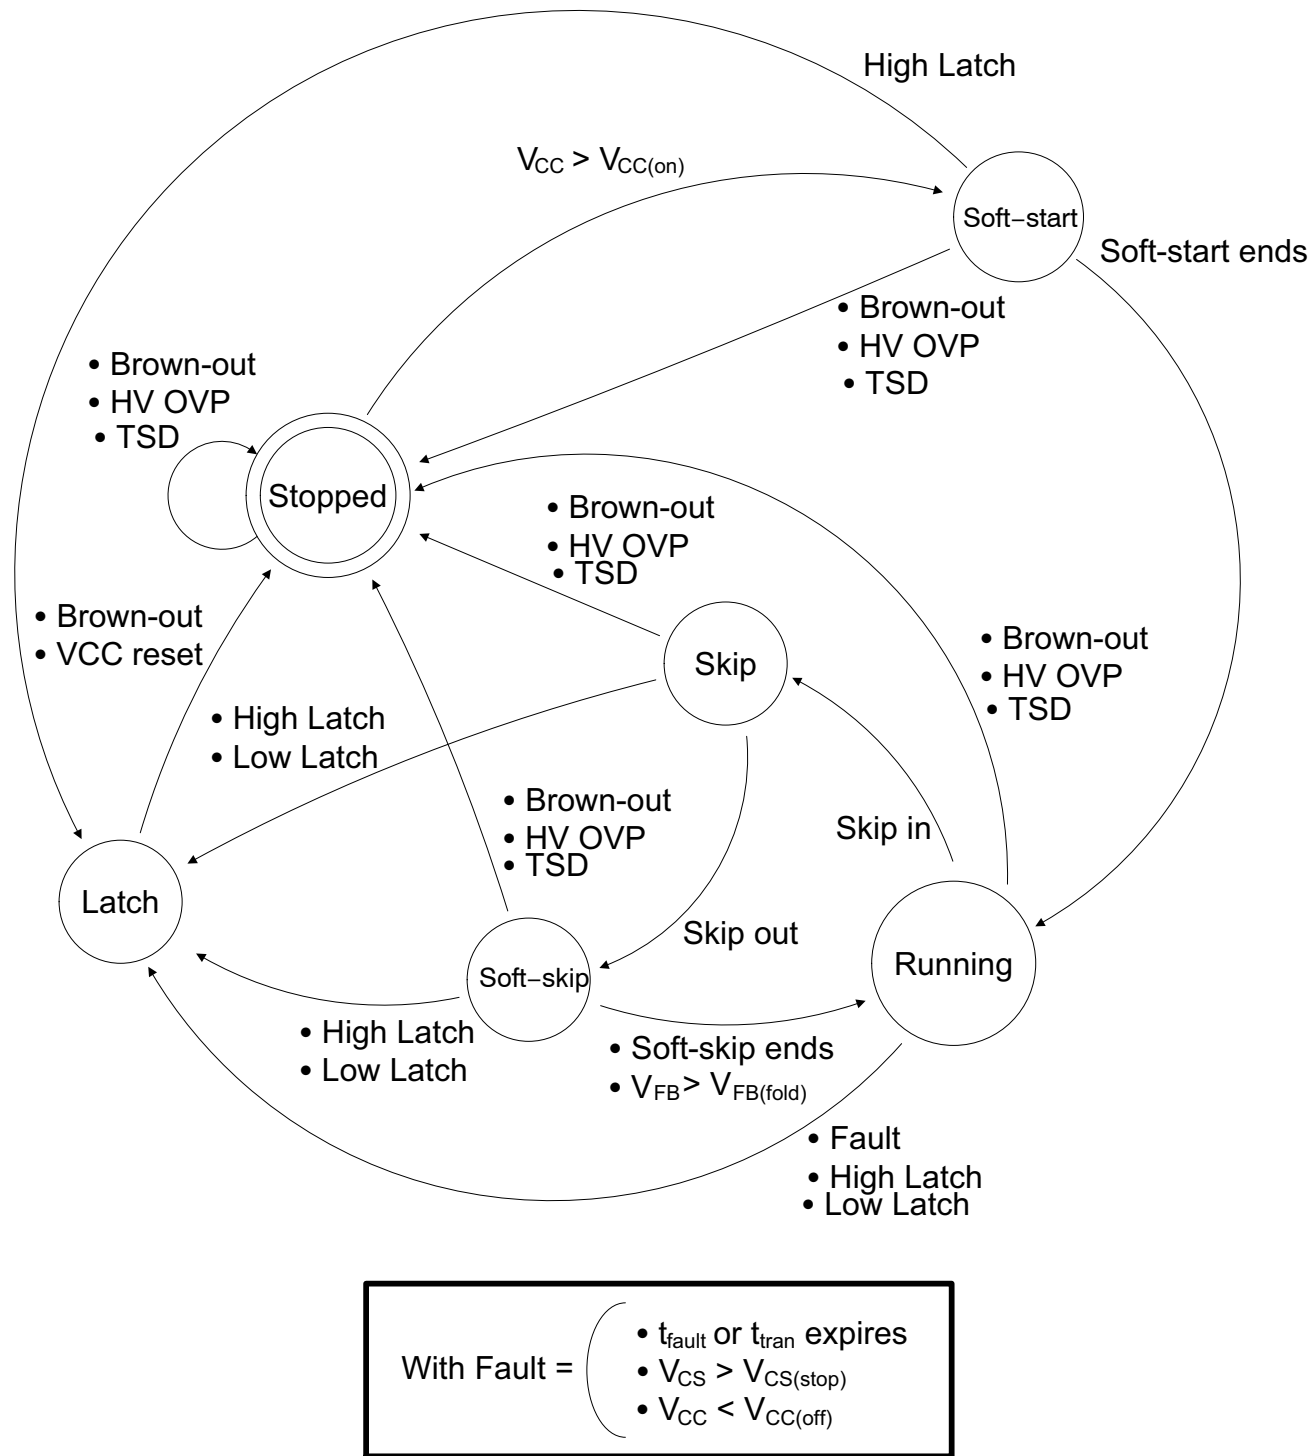 High Latch
VCC > VCC(on)
Soft−start
Soft-start ends
• Brown-out
• HV OVP
• TSD
• Brown-out
• HV OVP
• TSD
Stopped
• Brown-out
• HV OVP
• TSD
• Brown-out
• VCC reset
• Brown-out
• HV OVP
• TSD
Skip
• High Latch
• Low Latch
• Brown-out
• HV OVP
• TSD
Skip in
Latch
Skip out
Running
Soft−skip
• High Latch
• Low Latch
• Soft-skip ends
• VFB > VFB(fold)
• Fault
• High Latch
• Low Latch
With Fault =
• tfault or ttran expires
• VCS > VCS(stop)
• VCC < VCC(off)